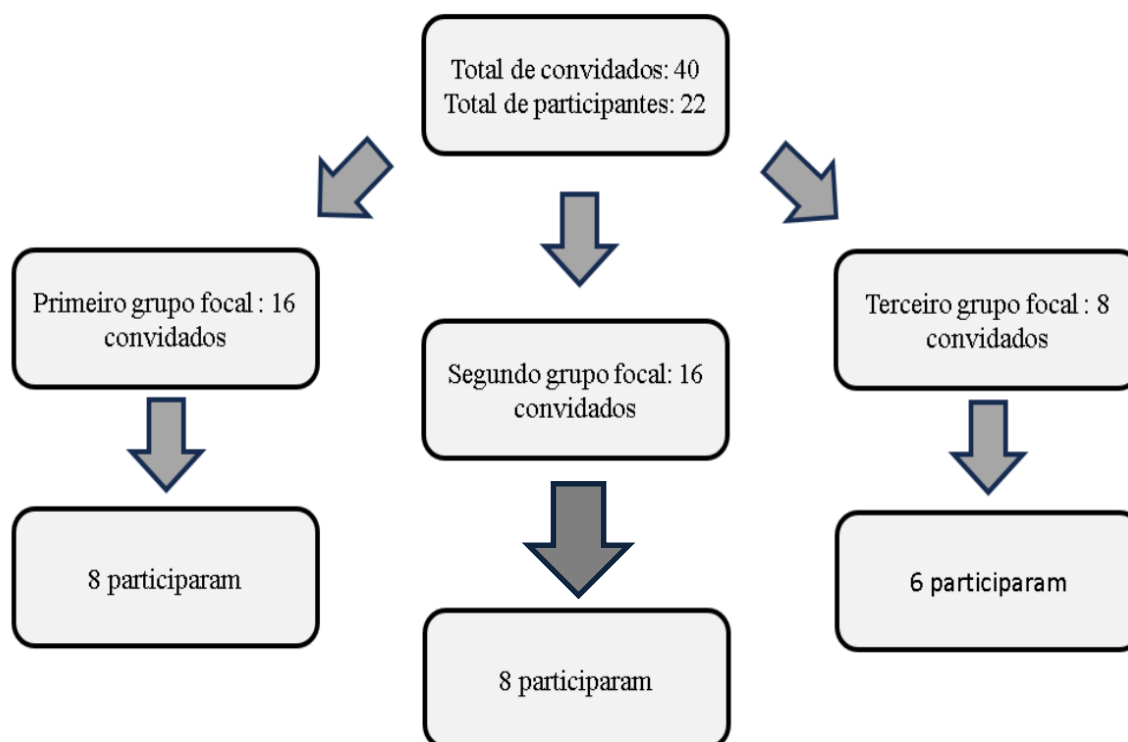 Total de convidados: 40
Total de participantes: 22
Primeiro grupo focal : 16
convidados
Segundo grupo focal: 16
convidados
Terceiro grupo focal : 8
convidados
8 participaram
8 participaram
6 participaram